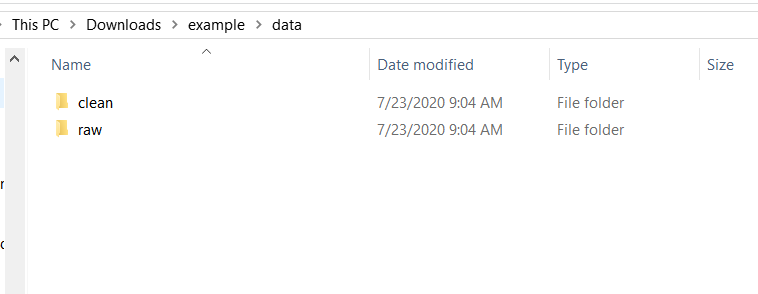 This PC > Downloads > example > data
Name Date modified Type Size
clean 7/23/2020 9:04 AM File folder
raw 7/23/2020 9:04 AM File folder